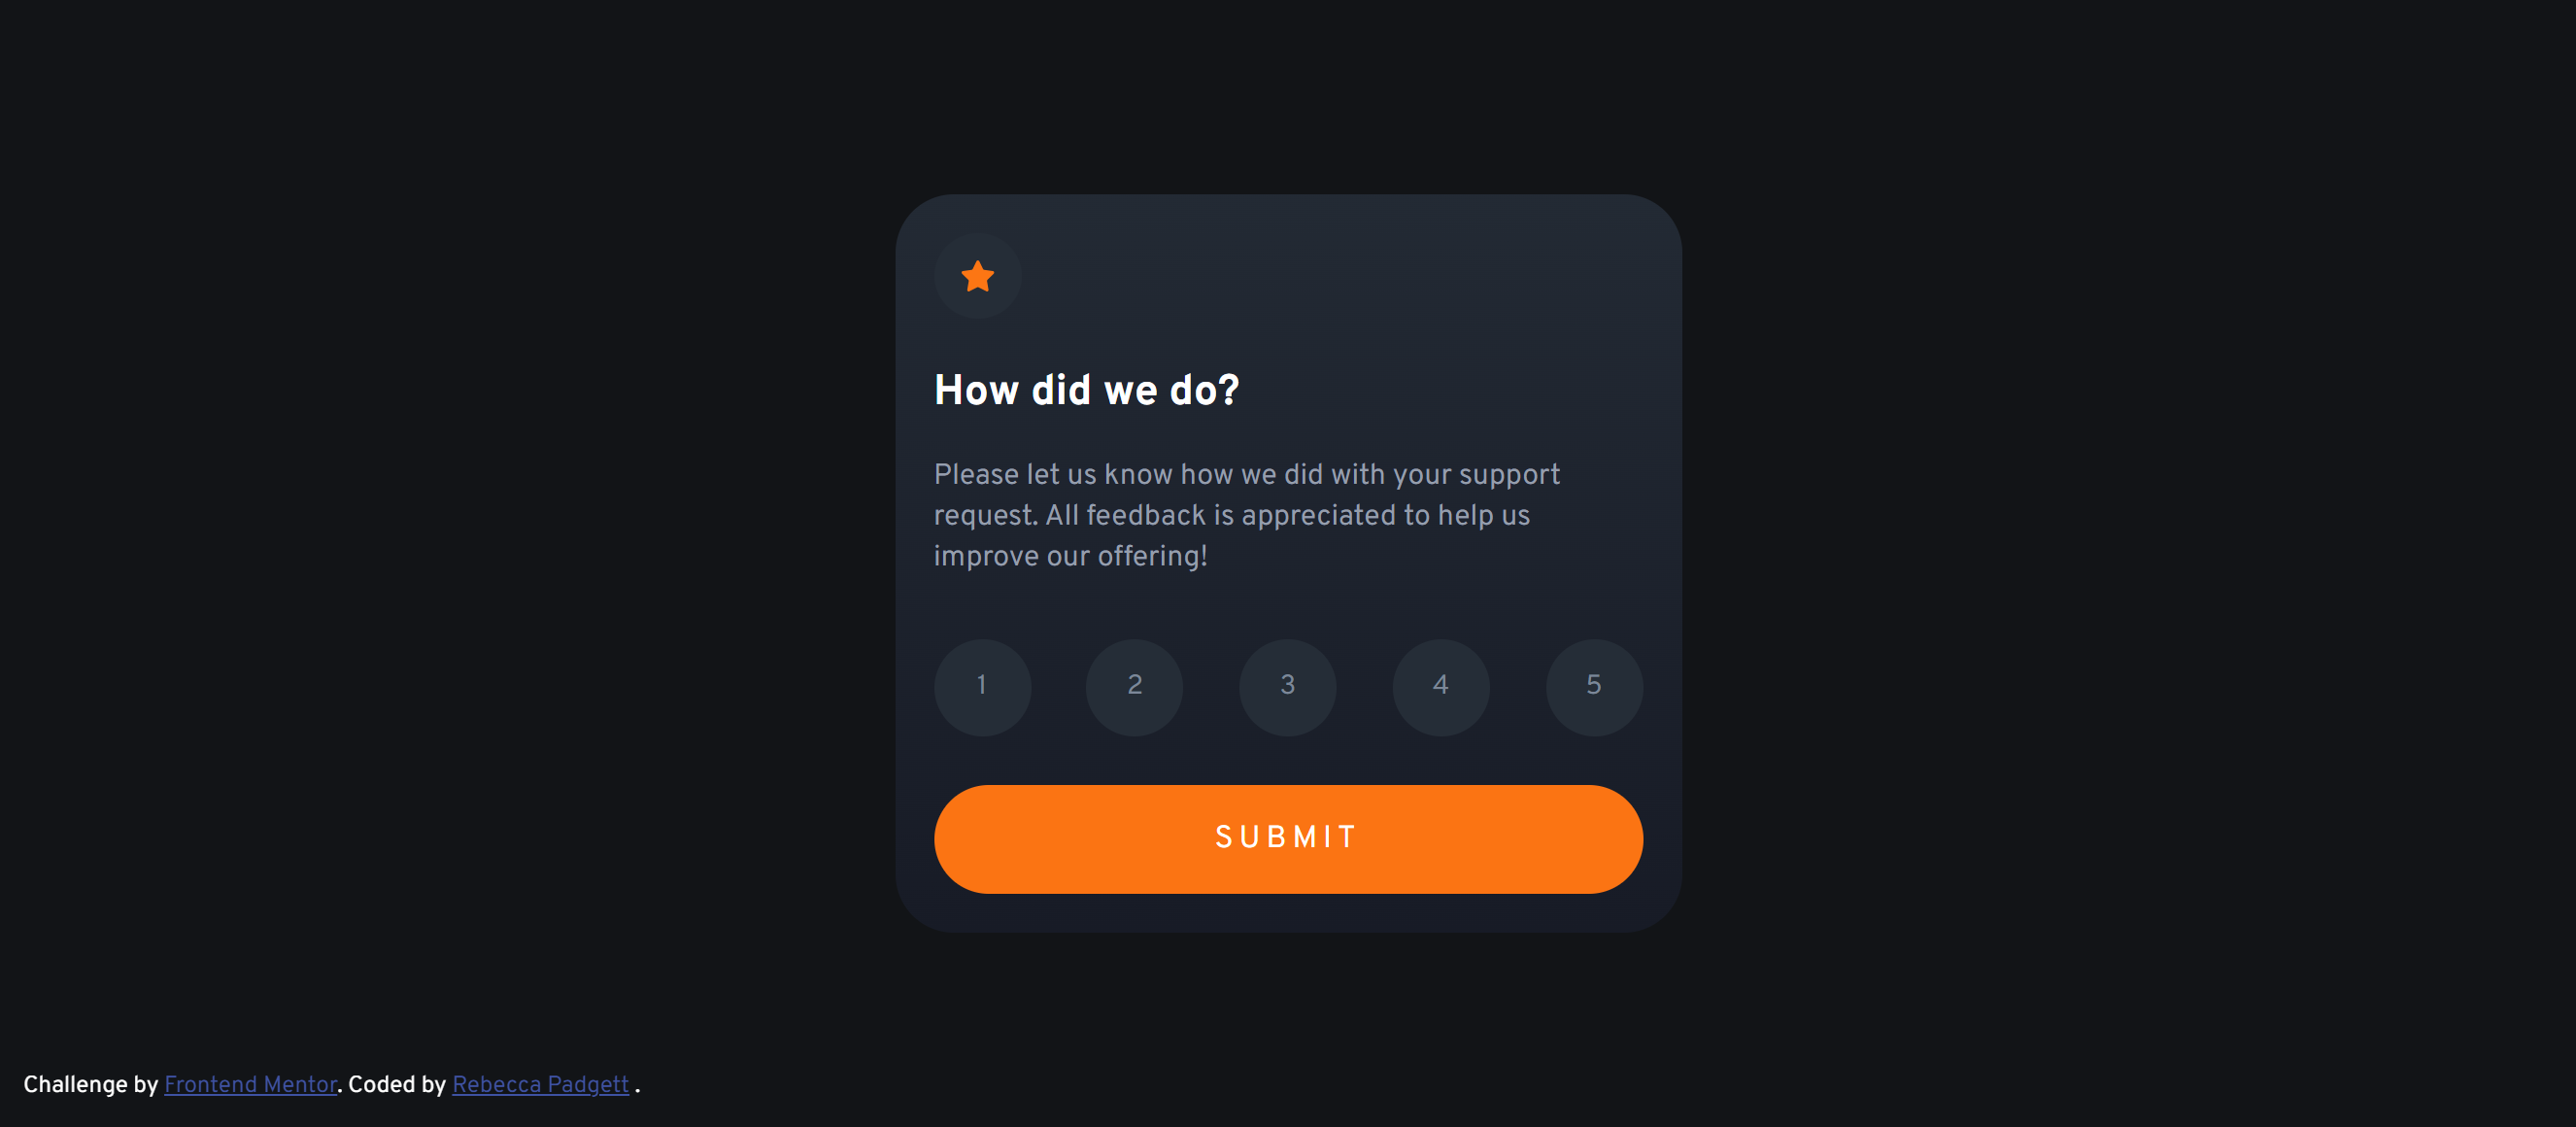 How did we do?
Please let us know how we did with your support
request. All feedback is appreciated to help us
improve our offering!
1 2 3 4 5
SUBMIT
Challenge by Frontend Mentor. Coded by Rebecca Padgett .